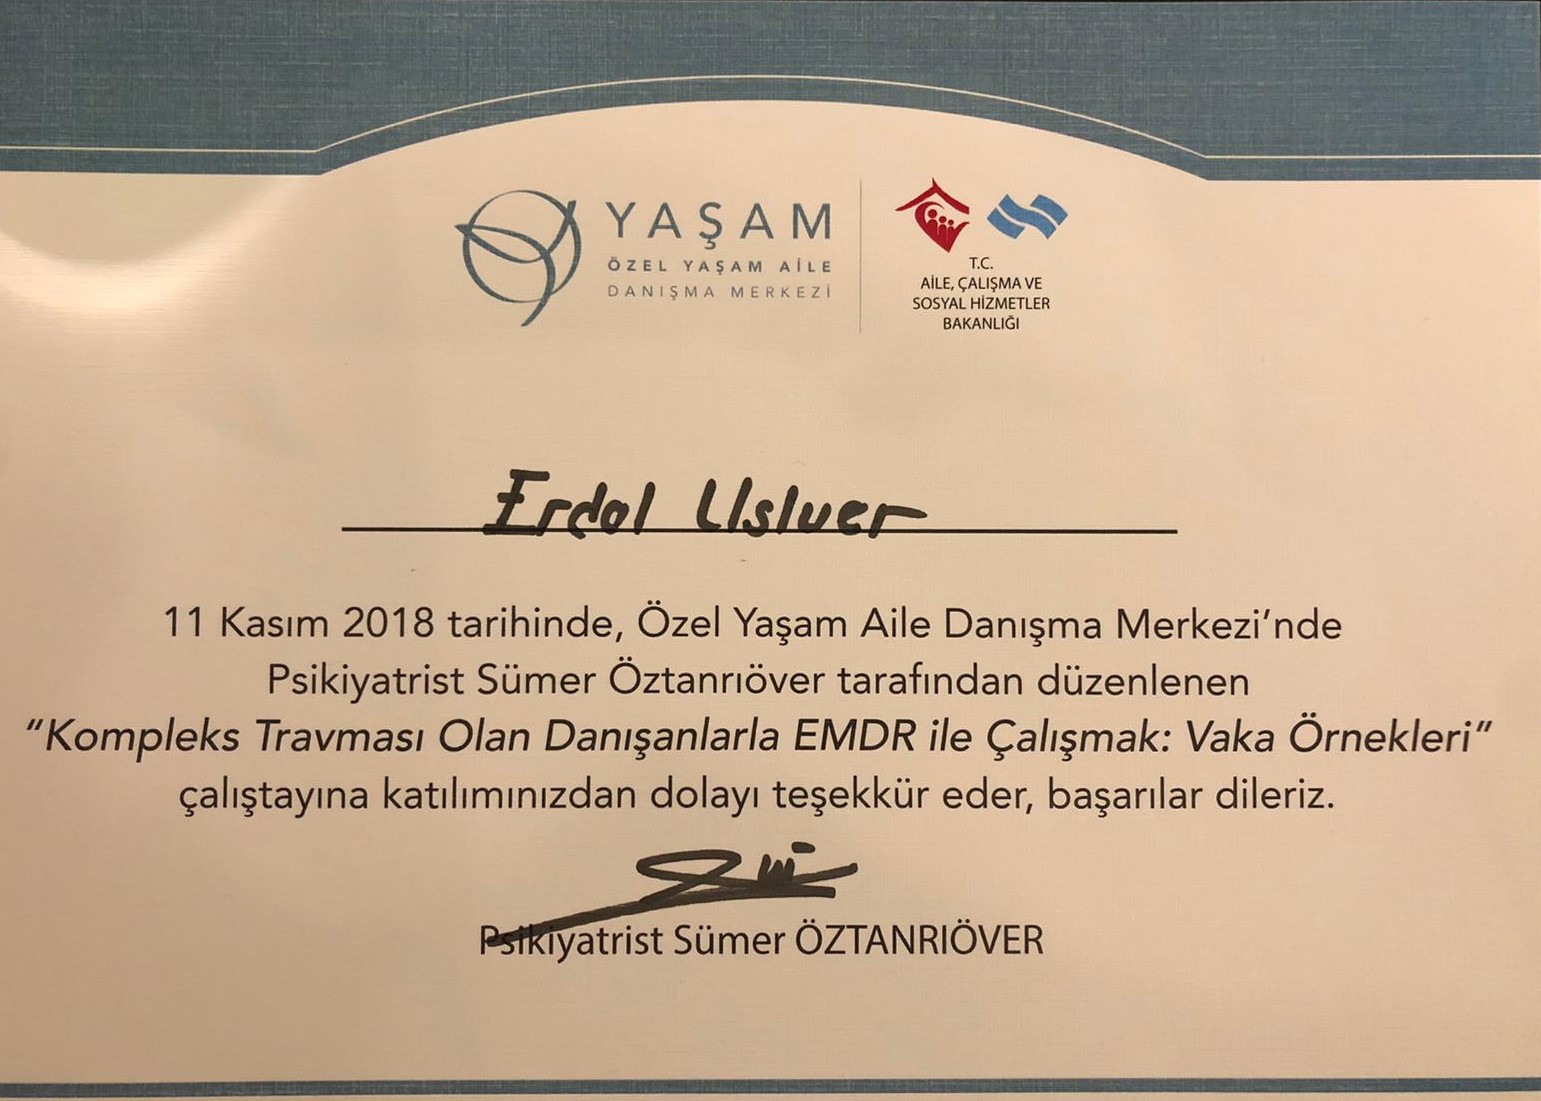 YAŞAM
ÖZEL YAŞAM AİLE
DANIŞMA MERKEZİ
T.C.
AİLE, ÇALIŞMA VE
SOSYAL HİZMETLER
BAKANLIĞI
Erdal Usluer
11 Kasım 2018 tarihinde, Özel Yaşam Aile Danışma Merkezi'nde
Psikiyatrist Sümer Öztanrıöver tarafından düzenlenen
"Kompleks Travması Olan Danışanlarla EMDR ile Çalışmak: Vaka Örnekleri"
çalıştayına katılımınızdan dolayı teşekkür eder, başarılar dileriz.
Psikiyatrist Sümer ÖZTANRIÖVER